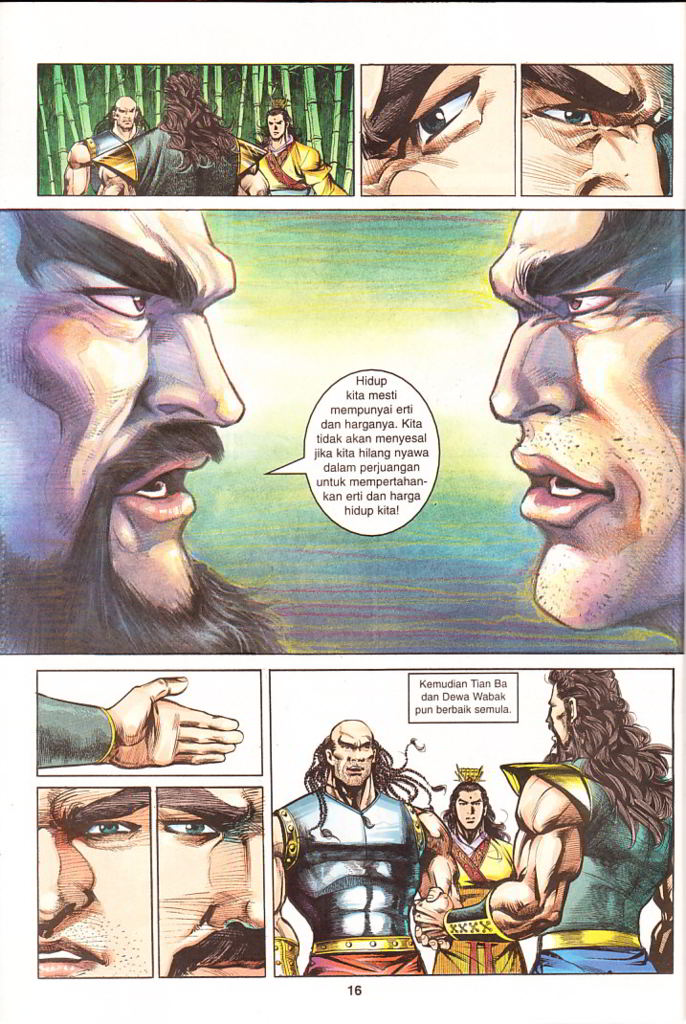 Hidup
kita mesti
mempunyai erti
dan harganya. Kita
tidak akan menyesal
jika kita hilang nyawa
dalam perjuangan
untuk mempertahan-
kan erti dan harga
hidup kita!
Kemudian Tian Ba
dan Dewa Wabak
pun berbaik semula.
16